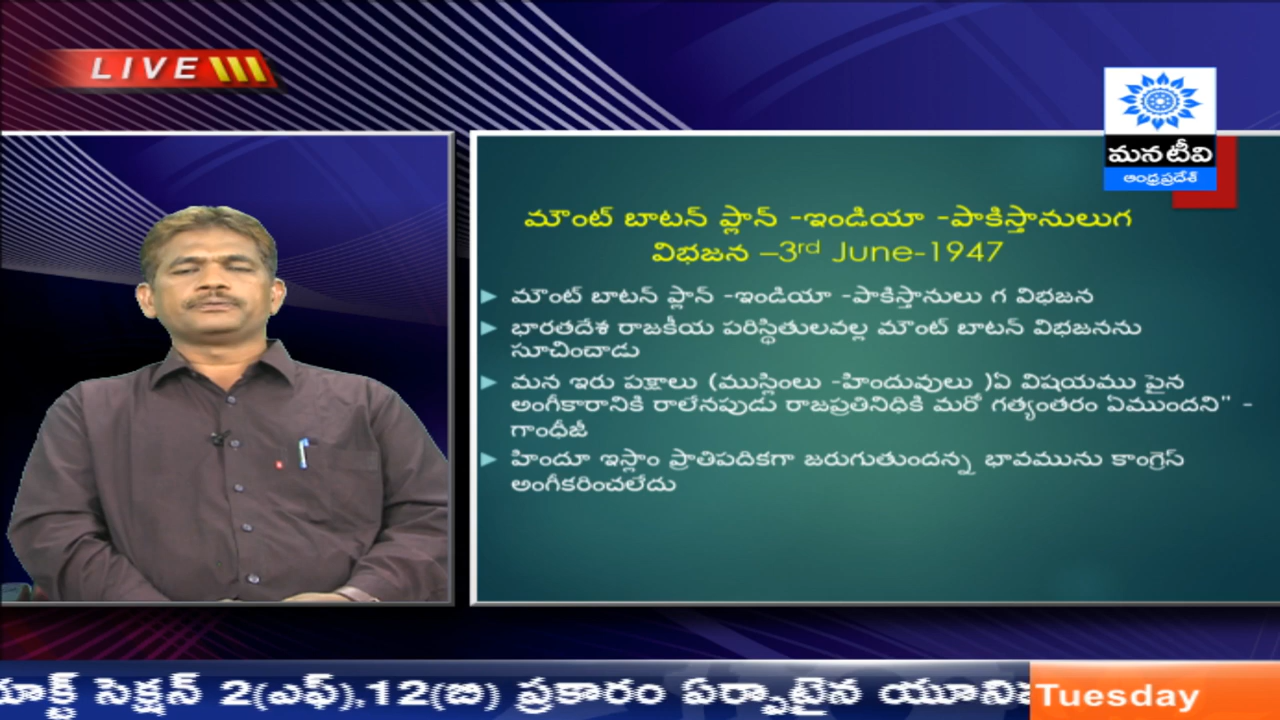 LIVE
మన టీవి
ఆంధ్రప్రదేశ్
మౌంట్ బాటన్ ప్లాన్ -ఇండియా -పాకిస్తానులుగ
విభజన –3rd June-1947
మౌంట్ బాటన్ ప్లాన్ -ఇండియా -పాకిస్తానులు గ విభజన
భారతదేశ రాజకీయ పరిస్థితులవల్ల మౌంట్ బాటన్ విభజనను
సూచించాడు
మన ఇరు పక్షాలు (ముస్లింలు -హిందువులు )ఏ విషయము పైన
అంగీకారానికి రాలేనపుడు రాజప్రతినిధికి మరో గత్యంతరం ఏముందని" -
గాంధీజీ
హిందూ ఇస్లాం ప్రాతిపదికగా జరుగుతుందన్న భావమును కాంగ్రెస్
అంగీకరించలేదు
సెక్షన్ 2(ఎఫ్),12(బి) ప్రకారం ఏర్పాటైన
Tuesday